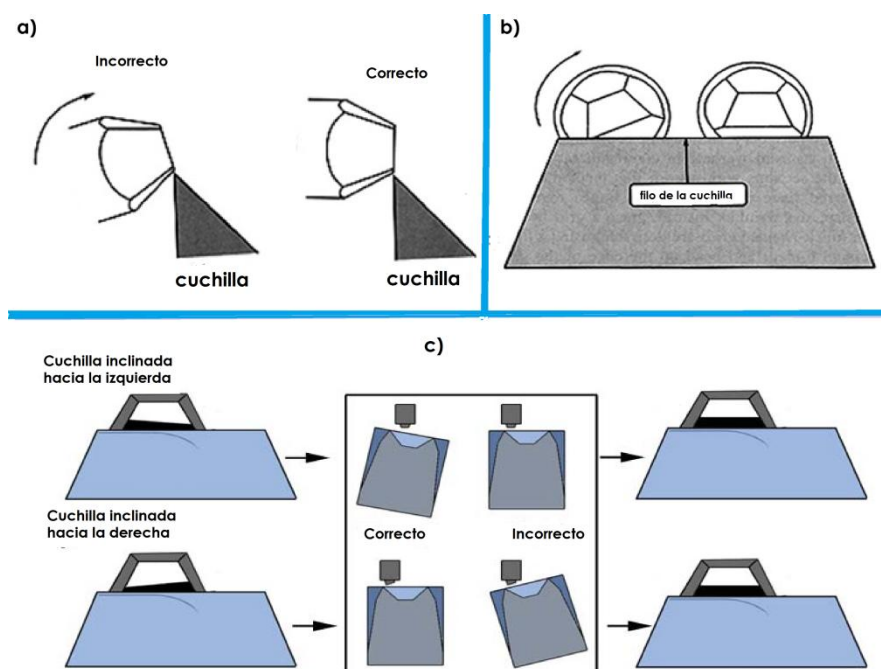 a)
Incorrecto
Correcto
cuchilla
cuchilla
b)
filo de la cuchilla
c)
Cuchilla inclinada
hacia la izquierda
Cuchilla inclinada
hacia la derecha
Correcto
Incorrecto